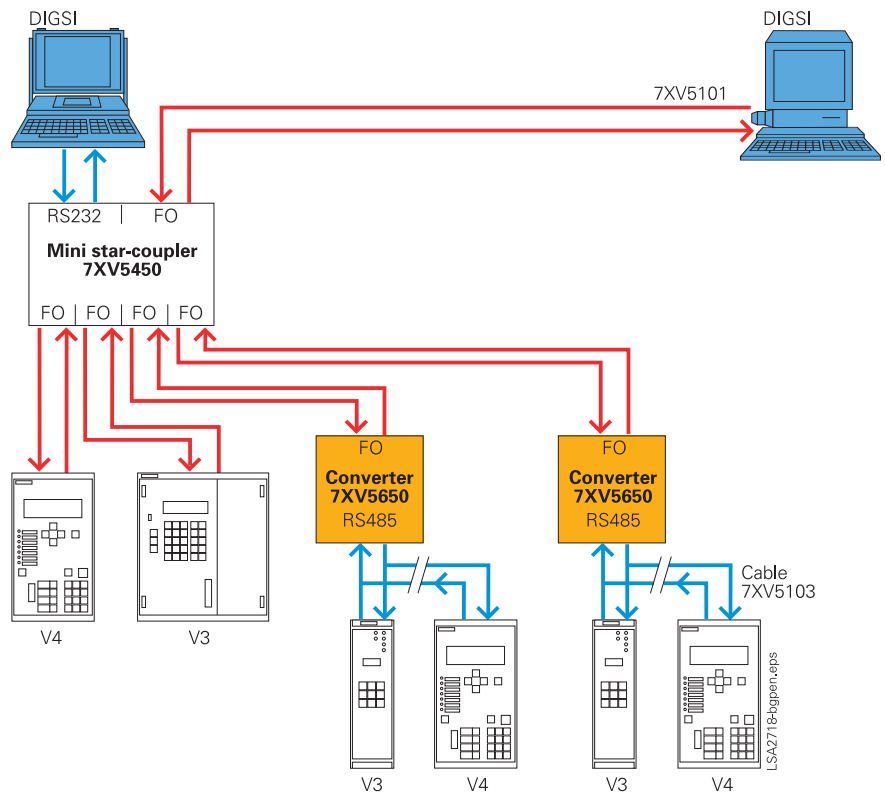 DIGSI
DIGSI
7XV5101
RS232 | FO
Mini star-coupler
7XV5450
FO | FO | FO | FO
FO
Converter
7XV5650
RS485
FO
Converter
7XV5650
RS485
Cable
7XV5103
V4
V3
V3
V4
V3
V4
LSA2718-bgpen.eps